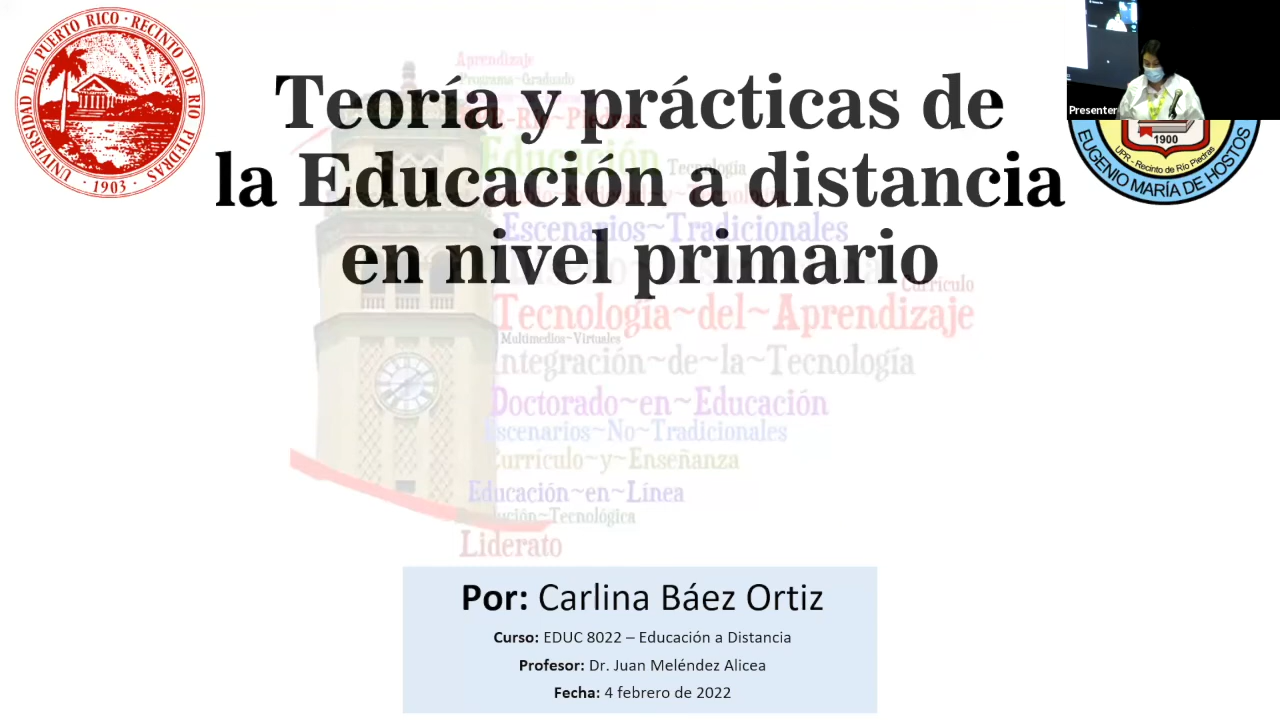 UNIVERSIDAD DE PUERTO RICO · RECINTO DE RIO PIEDRAS
· 1903 ·
Teoría y prácticas de
la Educación a distancia
en nivel primario
Presenter
1900
UPR - Recinto de Río Piedras
EUGENIO MARÍA DE HOSTOS
Aprendizaje
Programa~Graduado
Educación
Tecnología
Escenarios~Tradicionales
Currículo
Tecnología~del~Aprendizaje
Multimedios~Virtuales
Integración~de~la~Tecnología
Doctorado~en~Educación
Escenarios~No~Tradicionales
Currículo~y~Enseñanza
Educación~en~Línea
Liderato
Por: Carlina Báez Ortiz
Curso: EDUC 8022 – Educación a Distancia
Profesor: Dr. Juan Meléndez Alicea
Fecha: 4 febrero de 2022